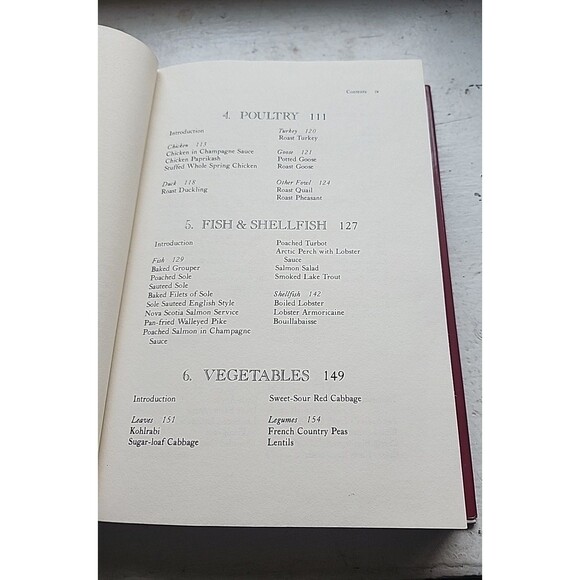 Contents ix
4. POULTRY 111
Introduction
Chicken 113
Chicken in Champagne Sauce
Chicken Paprikash
Stuffed Whole Spring Chicken
Duck 118
Roast Duckling
Turkey 120
Roast Turkey
Goose 121
Potted Goose
Roast Goose
Other Fowl 124
Roast Quail
Roast Pheasant
5. FISH & SHELLFISH 127
Introduction
Fish 129
Baked Grouper
Poached Sole
Sauteed Sole
Baked Filets of Sole
Sole Sauteed English Style
Nova Scotia Salmon Service
Pan-fried Walleyed Pike
Poached Salmon in Champagne
Sauce
Poached Turbot
Arctic Perch with Lobster
Sauce
Salmon Salad
Smoked Lake Trout
Shellfish 142
Boiled Lobster
Lobster Armoricaine
Bouillabaisse
6. VEGETABLES 149
Introduction
Leaves 151
Kohlrabi
Sugar-loaf Cabbage
Sweet-Sour Red Cabbage
Legumes 154
French Country Peas
Lentils